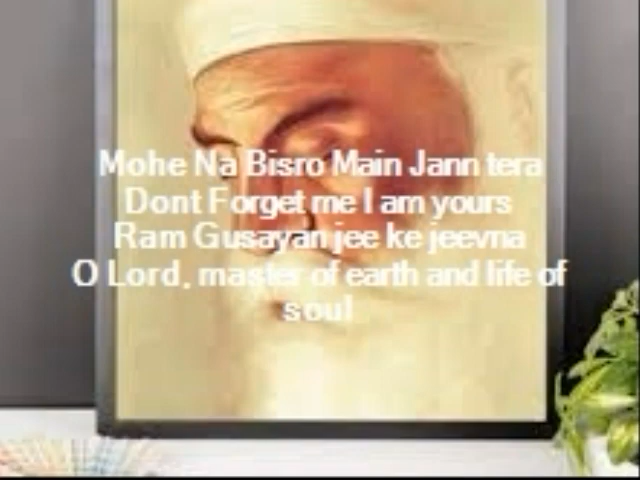 Mohe Na Bisro Main Jann tera
Dont Forget me I am yours
Ram Gusayan jee ke jeevna
O Lord, master of earth and life of
soul